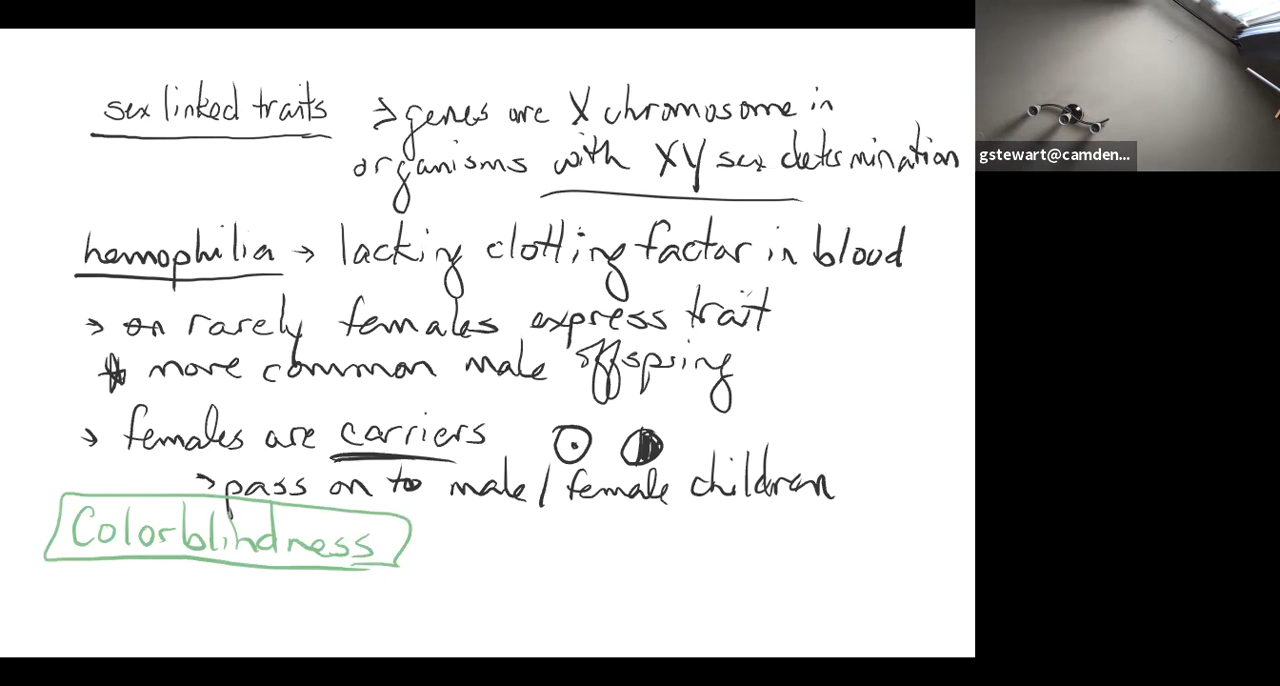 sex linked traits → genes are X chromosome in
organisms with XY sex determination
gstewart@camden...
hemophilia → lacking clotting factor in blood
→ on rarely females express trait
* more common male offspring
→ females are carriers
→ pass on to male/female children
Colorblindness